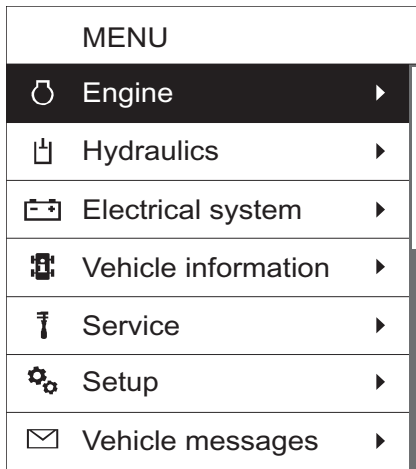 MENU
Engine
Hydraulics
Electrical system
Vehicle information
Service
Setup
Vehicle messages